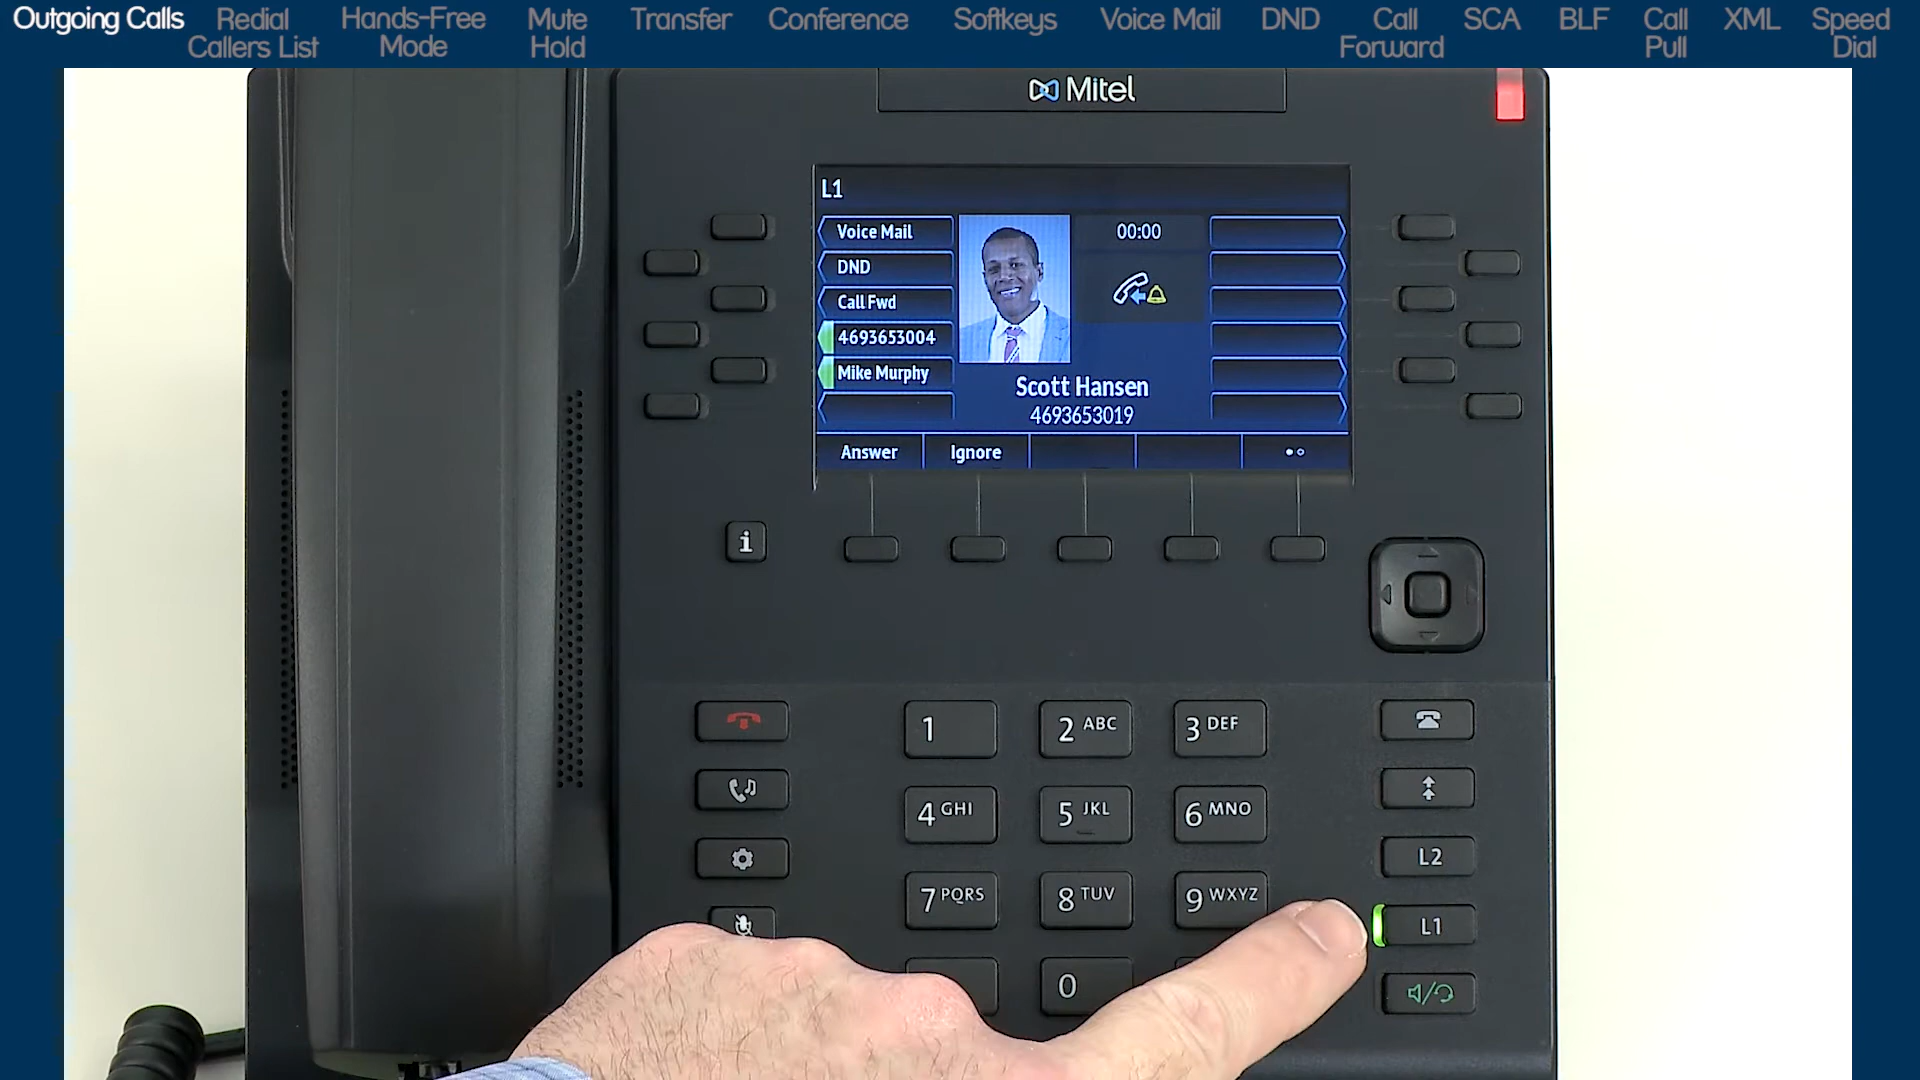 Outgoing Calls
Redial
Callers List
Hands-Free
Mode
Mute
Hold
Transfer
Conference
Softkeys
Voice Mail
DND
Call
Forward
SCA
BLF
Call
Pull
XML
Speed
Dial
Mitel
L1
Voice Mail
DND
Call Fwd
4693653004
Mike Murphy
00:00
Scott Hansen
4693653019
Answer
Ignore
i
1
2 ABC
3 DEF
4 GHI
5 JKL
6 MNO
7 PQRS
8 TUV
9 WXYZ
0
L2
L1